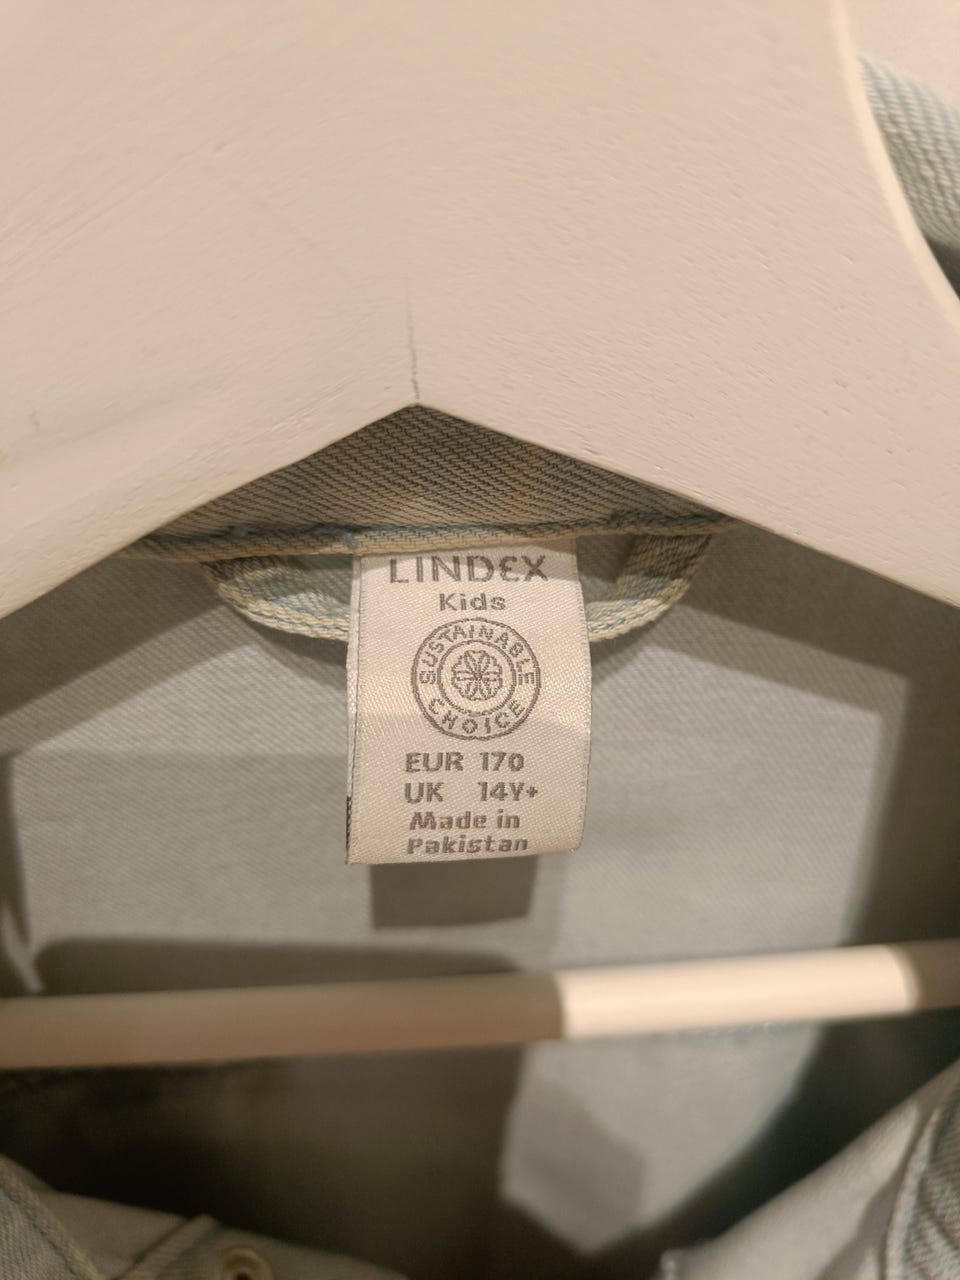 LINDEX
Kids
SUSTAINABLE
CHOICE
EUR 170
UK 14Y+
Made in
Pakistan